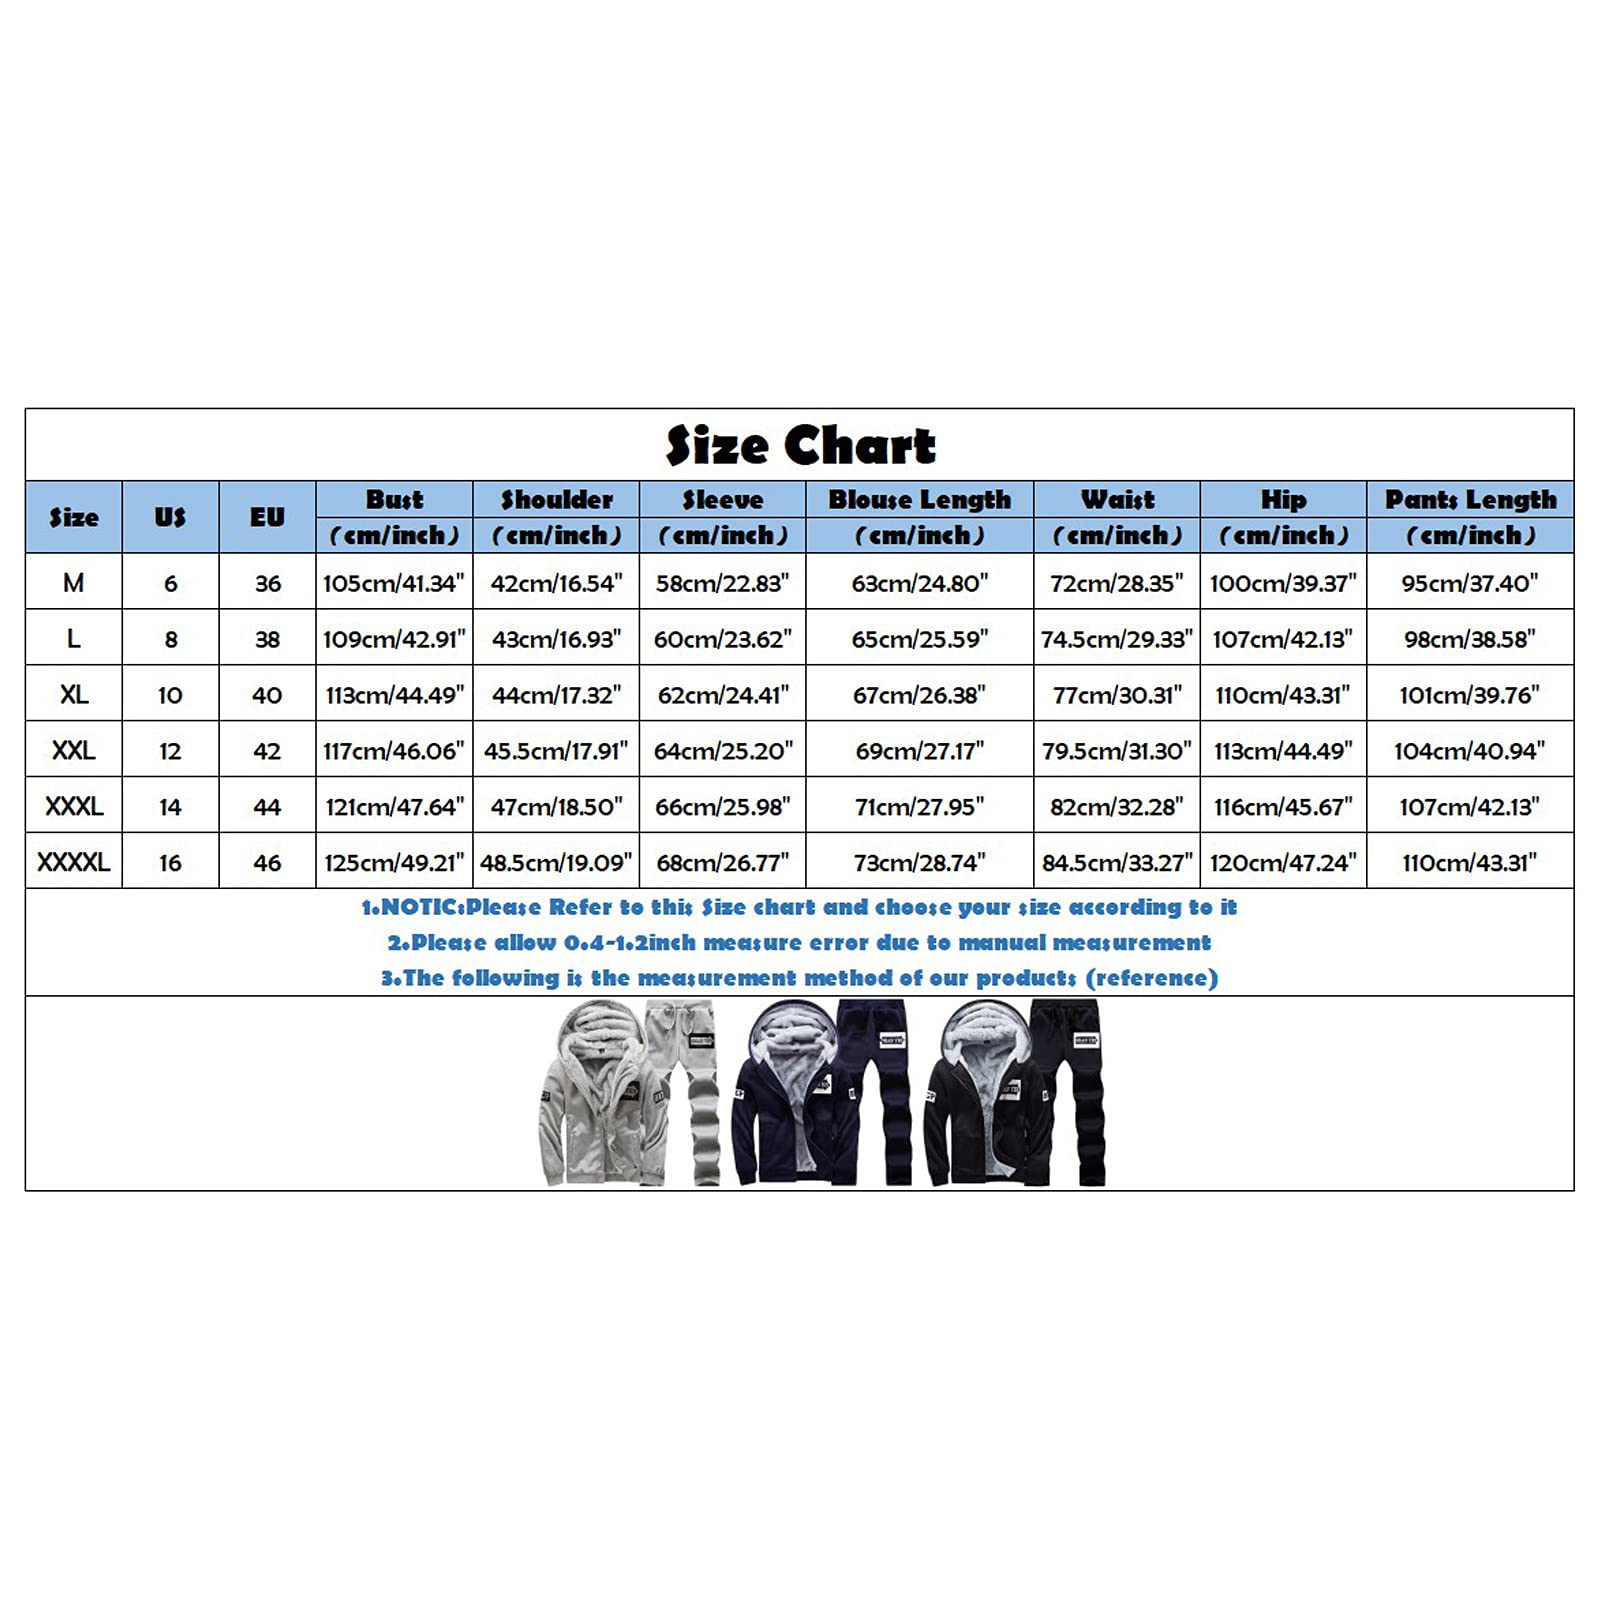 Size Chart
Size US EU Bust Shoulder Sleeve Blouse Length Waist Hip Pants Length
(cm/inch) (cm/inch) (cm/inch) (cm/inch) (cm/inch) (cm/inch) (cm/inch)
M 6 36 105cm/41.34" 42cm/16.54" 58cm/22.83" 63cm/24.80" 72cm/28.35" 100cm/39.37" 95cm/37.40"
L 8 38 109cm/42.91" 43cm/16.93" 60cm/23.62" 65cm/25.59" 74.5cm/29.33" 107cm/42.13" 98cm/38.58"
XL 10 40 113cm/44.49" 44cm/17.32" 62cm/24.41" 67cm/26.38" 77cm/30.31" 110cm/43.31" 101cm/39.76"
XXL 12 42 117cm/46.06" 45.5cm/17.91" 64cm/25.20" 69cm/27.17" 79.5cm/31.30" 113cm/44.49" 104cm/40.94"
XXXL 14 44 121cm/47.64" 47cm/18.50" 66cm/25.98" 71cm/27.95" 82cm/32.28" 116cm/45.67" 107cm/42.13"
XXXXL 16 46 125cm/49.21" 48.5cm/19.09" 68cm/26.77" 73cm/28.74" 84.5cm/33.27" 120cm/47.24" 110cm/43.31"
1.NOTIC:Please Refer to this Size chart and choose your size according to it
2.Please allow 0.4-1.2inch measure error due to manual measurement
3.The following is the measurement method of our products (reference)